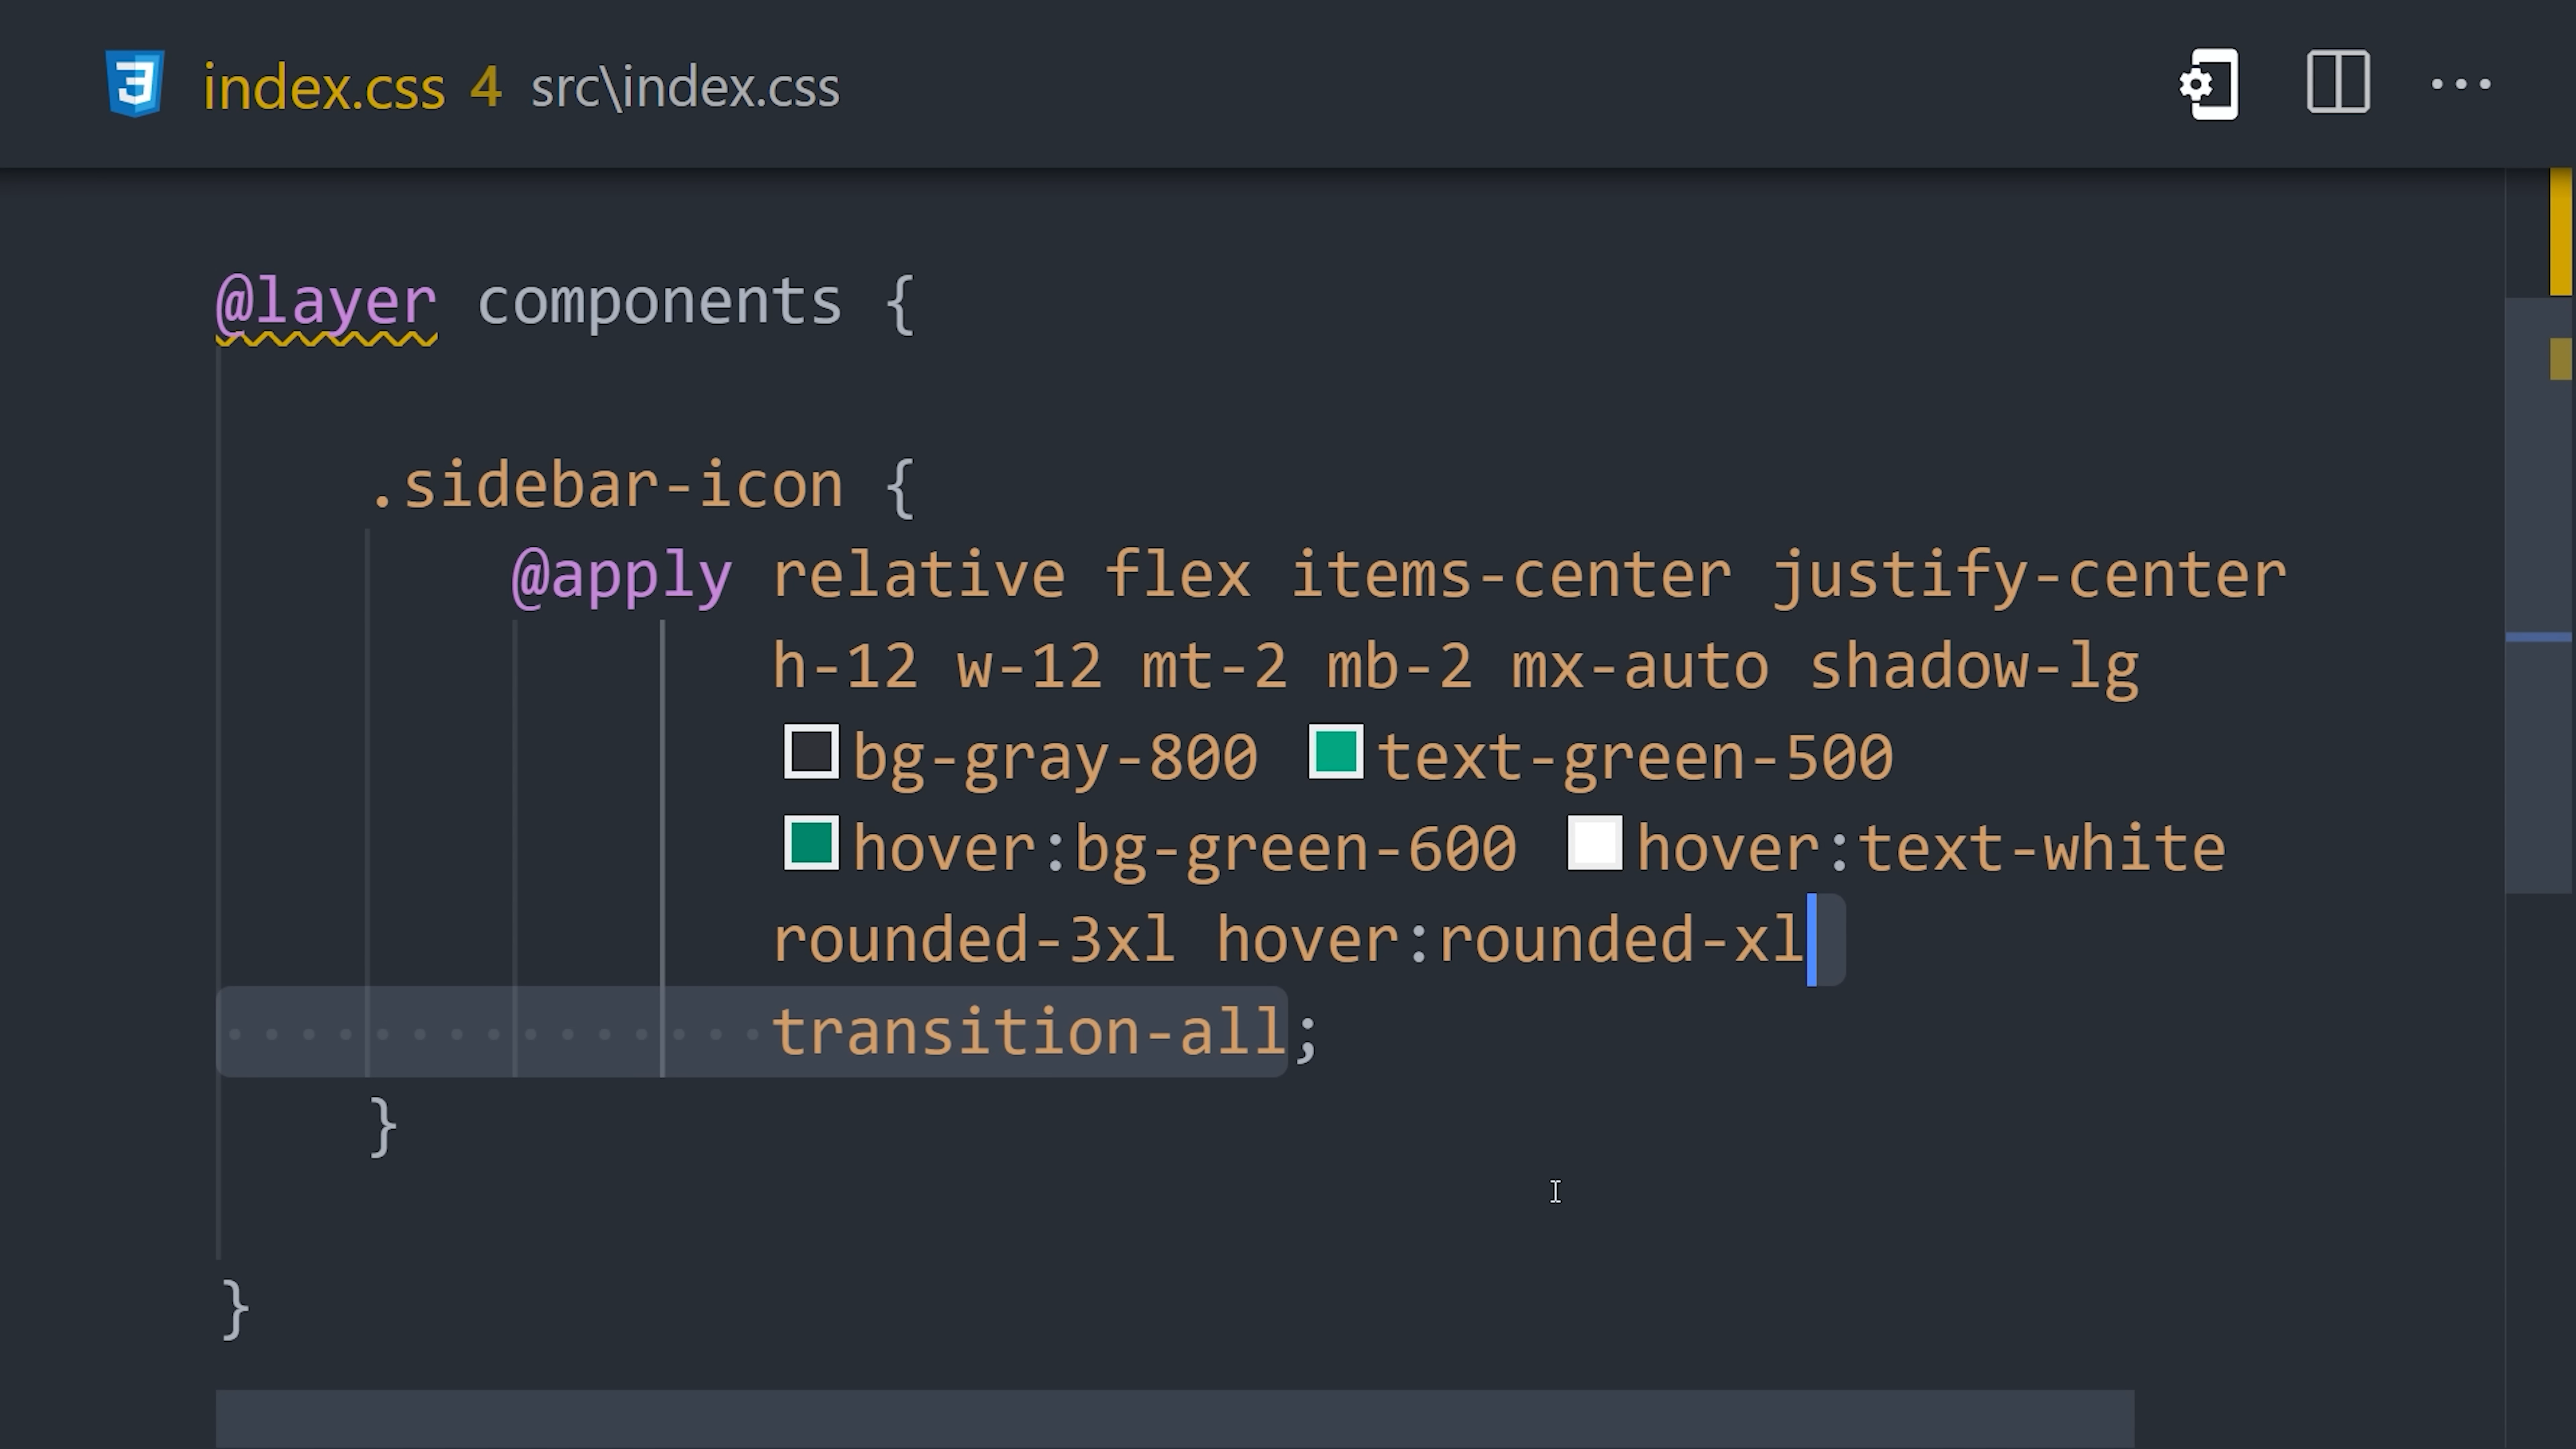 index.css 4 src\index.css
@layer components {
.sidebar-icon {
@apply relative flex items-center justify-center
h-12 w-12 mt-2 mb-2 mx-auto shadow-lg
bg-gray-800 text-green-500
hover:bg-green-600 hover:text-white
rounded-3xl hover:rounded-xl
transition-all;
}
}